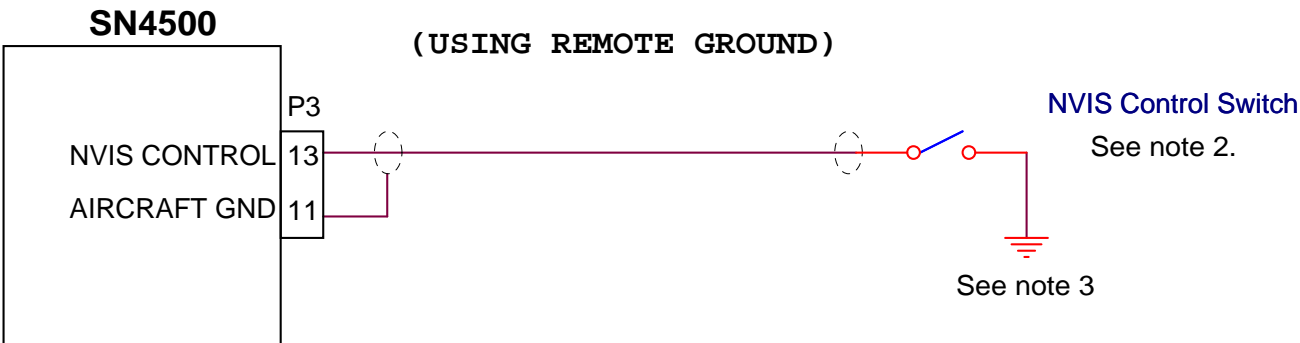 SN4500
(USING REMOTE GROUND)
P3
NVIS Control Switch
NVIS CONTROL 13
See note 2.
AIRCRAFT GND 11
See note 3